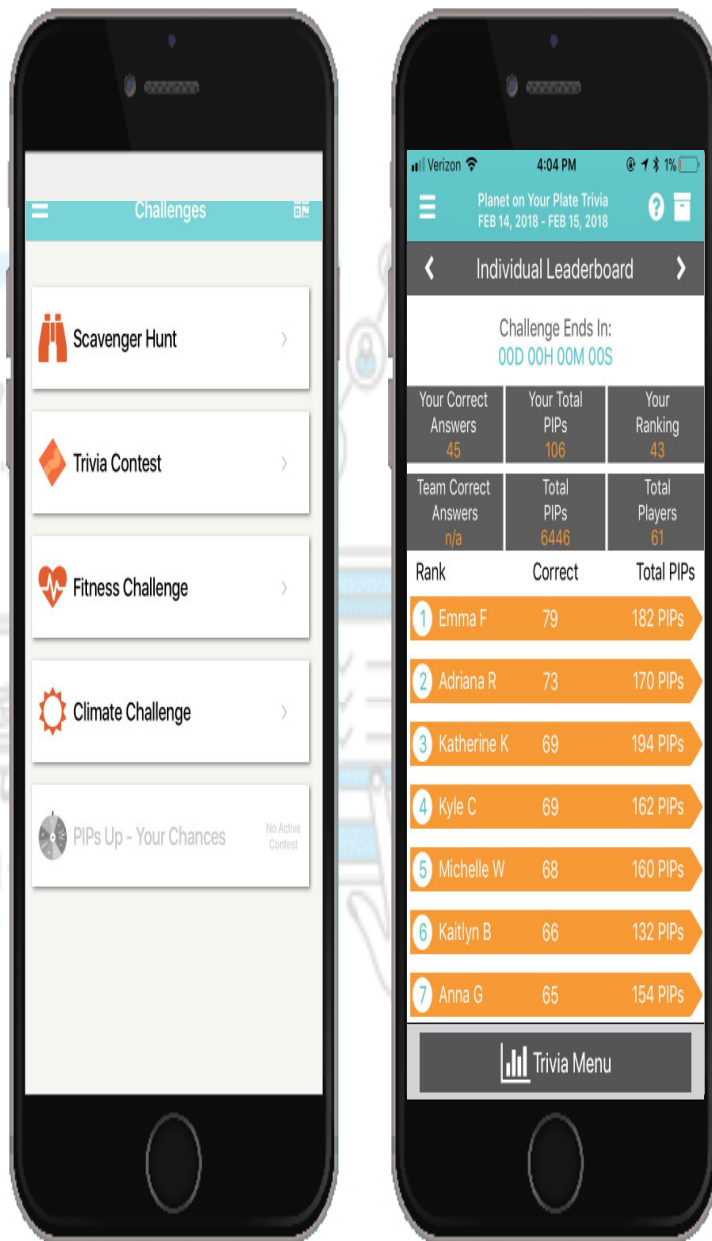 Challenges
Scavenger Hunt
Trivia Contest
Fitness Challenge
Climate Challenge
PIPs Up - Your Chances
No Active
Contest
Verizon 4:04 PM 1%
Planet on Your Plate Trivia
FEB 14, 2018 - FEB 15, 2018
?
Individual Leaderboard
Challenge Ends In:
00D 00H 00M 00S
Your Correct
Answers
45
Your Total
PIPs
106
Your
Ranking
43
Team Correct
Answers
n/a
Total
PIPs
6446
Total
Players
61
Rank Correct Total PIPs
1 Emma F 79 182 PIPs
2 Adriana R 73 170 PIPs
3 Katherine K 69 194 PIPs
4 Kyle C 69 162 PIPs
5 Michelle W 68 160 PIPs
6 Kaitlyn B 66 132 PIPs
7 Anna G 65 154 PIPs
Trivia Menu